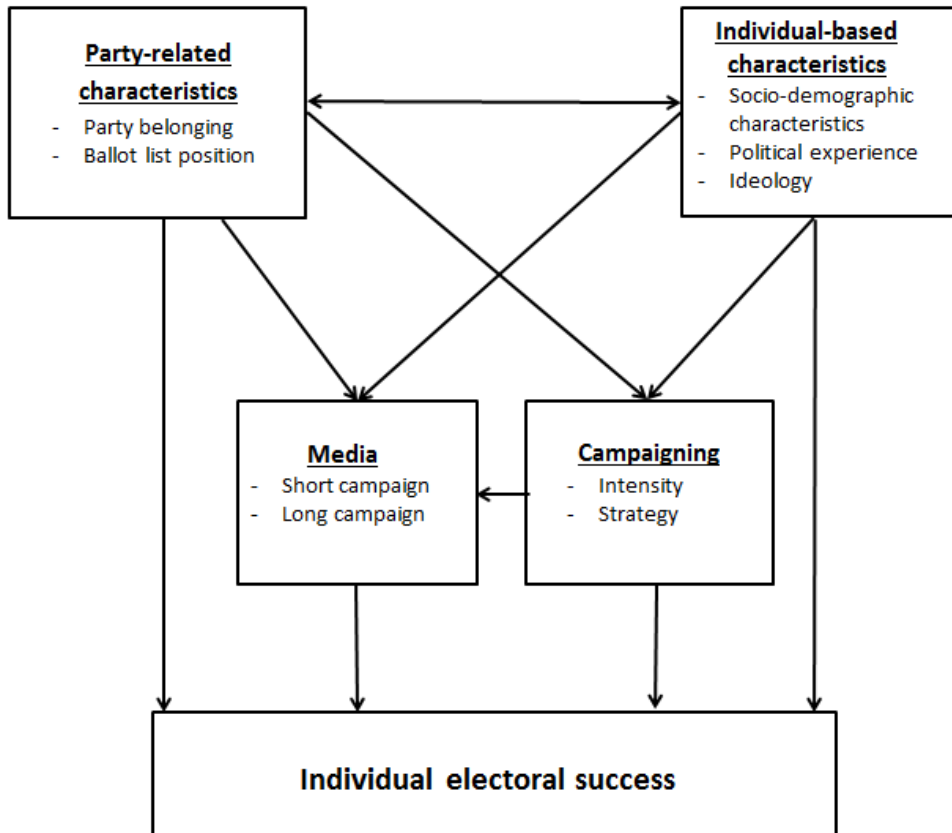 Party-related
characteristics
- Party belonging
- Ballot list position
Individual-based
characteristics
- Socio-demographic
characteristics
- Political experience
- Ideology
Media
- Short campaign
- Long campaign
Campaigning
- Intensity
- Strategy
Individual electoral success